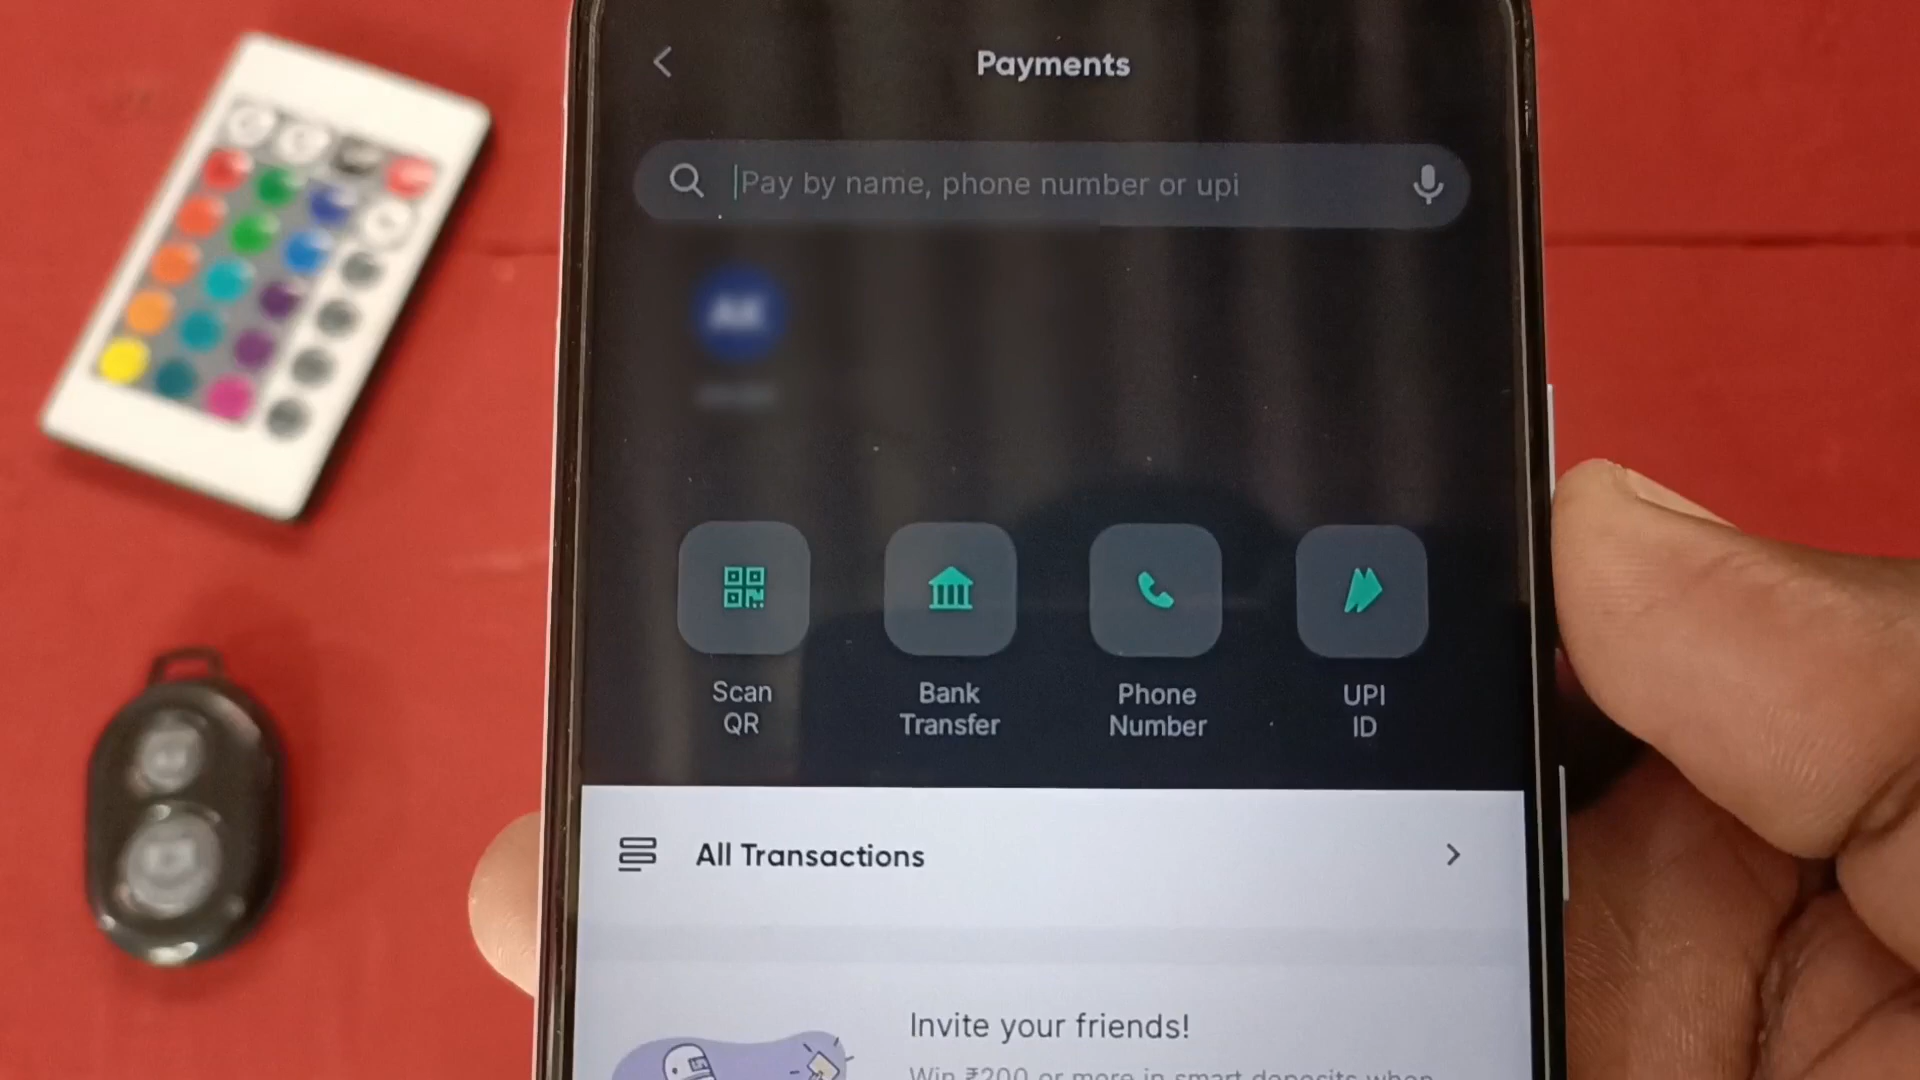 Payments
Pay by name, phone number or upi
Scan
QR
Bank
Transfer
Phone
Number
UPI
ID
All Transactions
Invite your friends!
Win ₹200 or more in smart deposits when